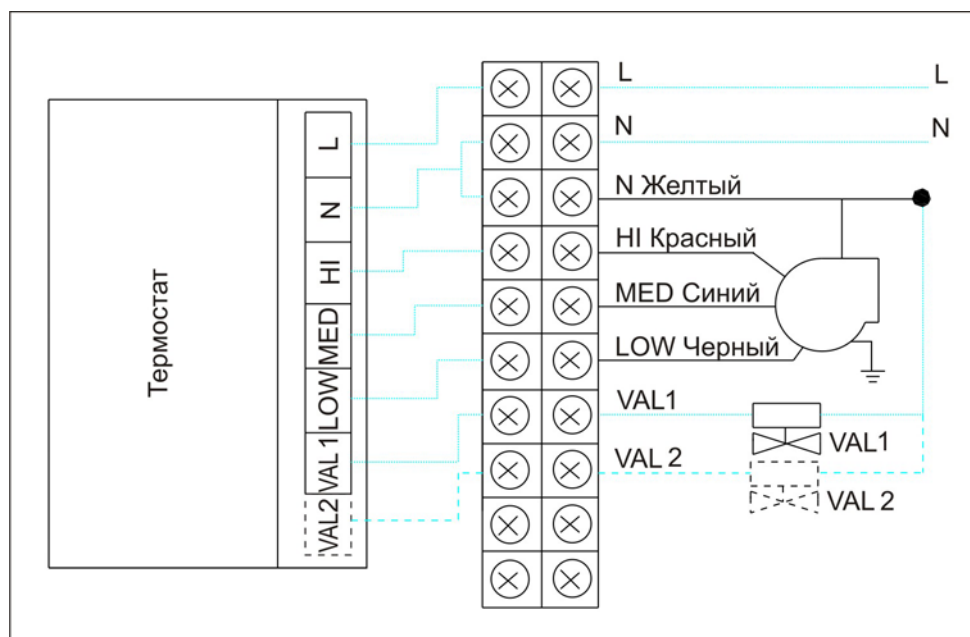 Термостат
L
N
HI
MED
LOW
VAL 1
VAL2
L
L
N
N
N Желтый
HI Красный
MED Синий
LOW Черный
VAL1
VAL1
VAL 2
VAL 2